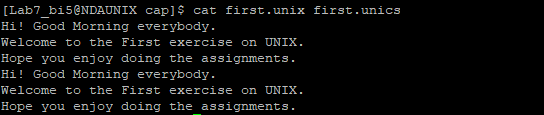 [Lab7_bi5@NDAUNIX cap]$ cat first.unix first.unics
Hi! Good Morning everybody.
Welcome to the First exercise on UNIX.
Hope you enjoy doing the assignments.
Hi! Good Morning everybody.
Welcome to the First exercise on UNIX.
Hope you enjoy doing the assignments.